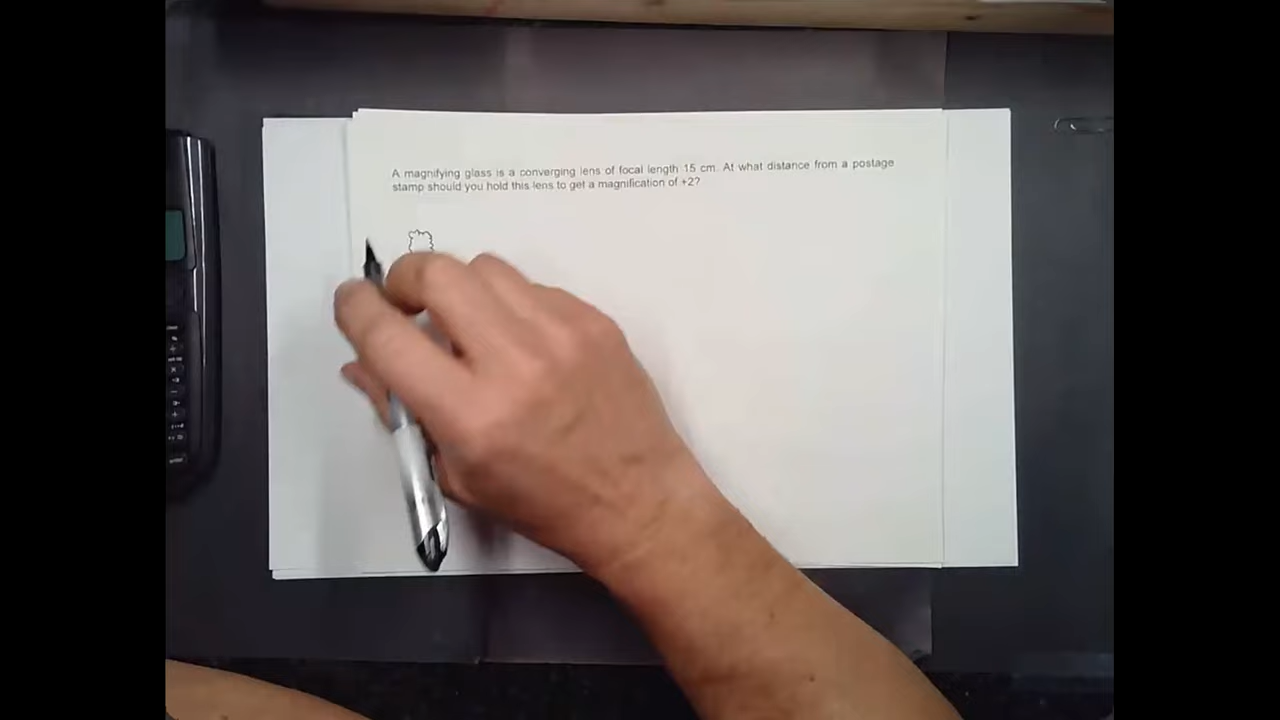 A magnifying glass is a converging lens of focal length 15 cm. At what distance from a postage
stamp should you hold this lens to get a magnification of +2?